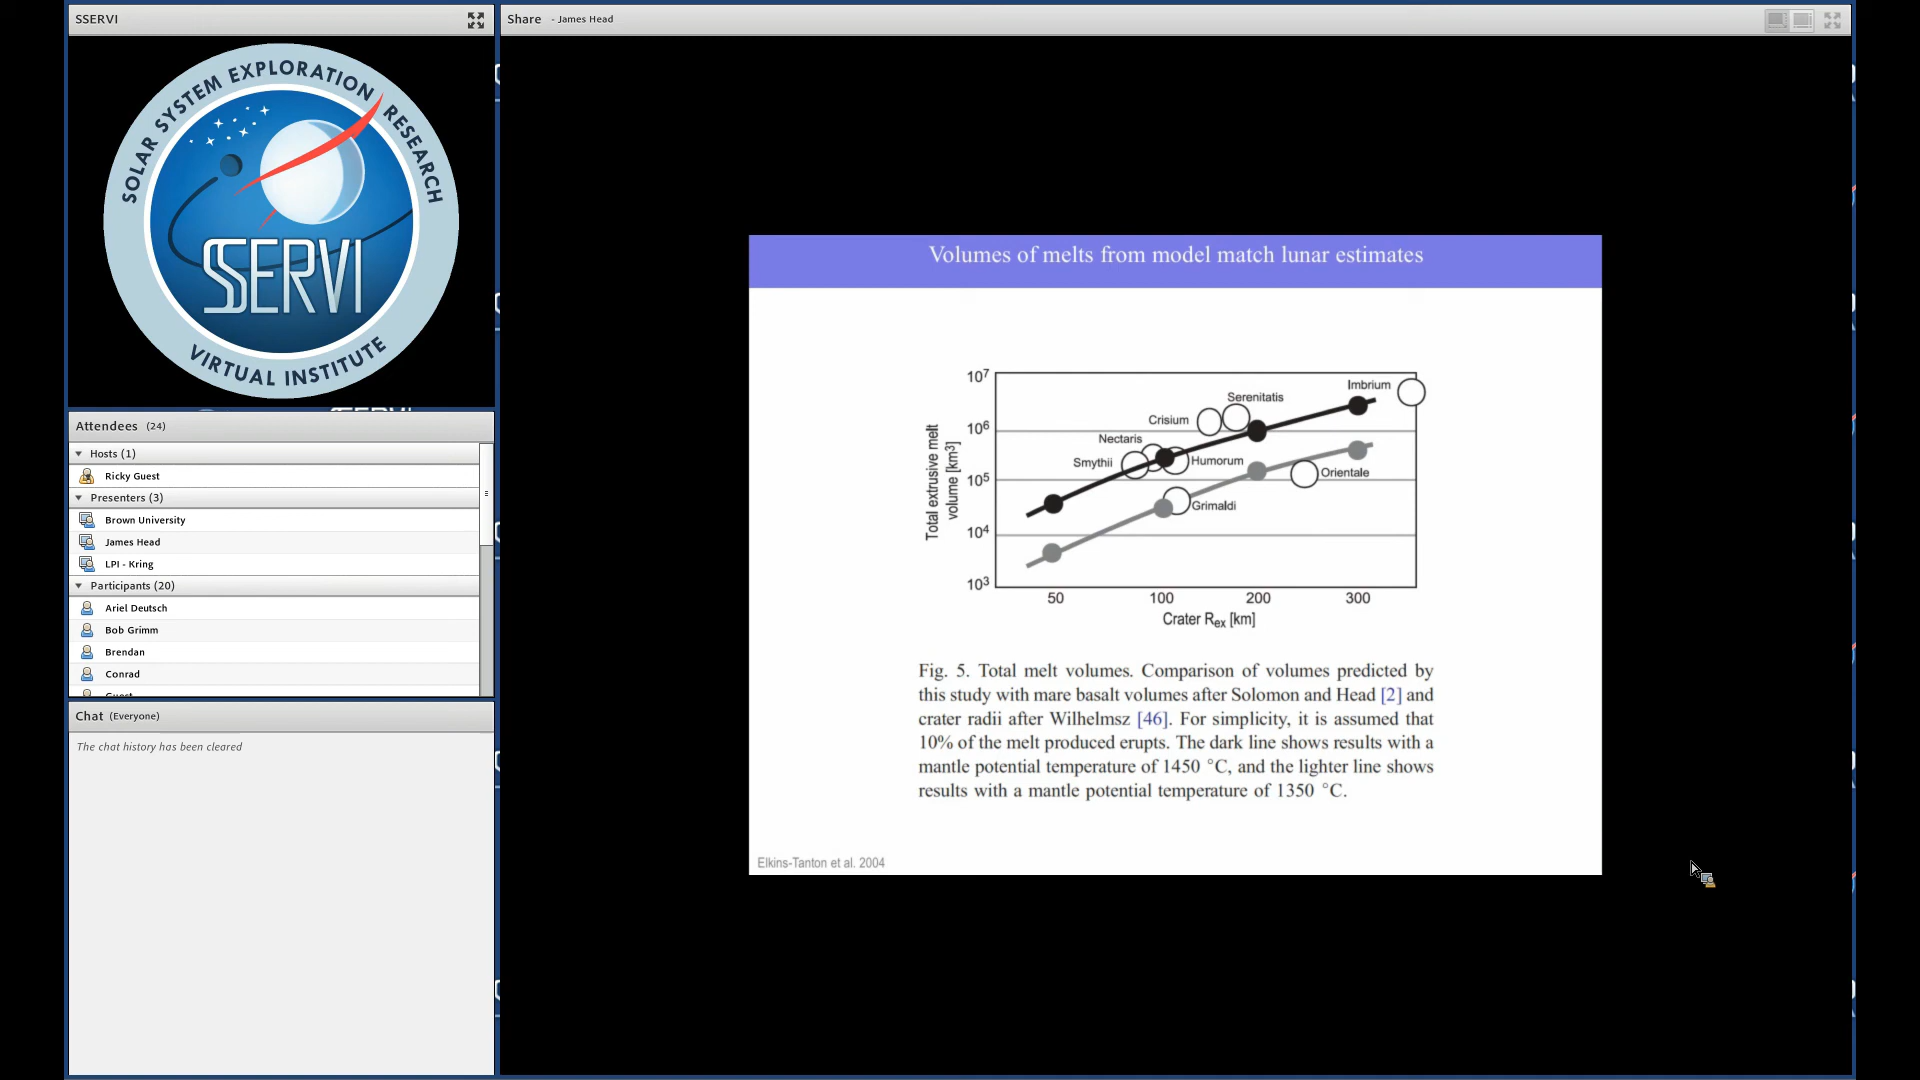 SSERVI
SOLAR SYSTEM EXPLORATION RESEARCH
SSERVI
VIRTUAL INSTITUTE
Attendees (24)
Hosts (1)
Ricky Guest
Presenters (3)
Brown University
James Head
LPI - Kring
Participants (20)
Ariel Deutsch
Bob Grimm
Brendan
Conrad
Guest
Chat (Everyone)
The chat history has been cleared
Share - James Head
Volumes of melts from model match lunar estimates
Total extrusive melt
volume [km³]
10⁷
10⁶
10⁵
10⁴
10³
Imbrium
Serenitatis
Crisium
Nectaris
Smythii
Humorum
Orientale
Grimaldi
50 100 200 300
Crater Rex [km]
Fig. 5. Total melt volumes. Comparison of volumes predicted by
this study with mare basalt volumes after Solomon and Head [2] and
crater radii after Wilhelmsz [46]. For simplicity, it is assumed that
10% of the melt produced erupts. The dark line shows results with a
mantle potential temperature of 1450 °C, and the lighter line shows
results with a mantle potential temperature of 1350 °C.
Elkins-Tanton et al. 2004